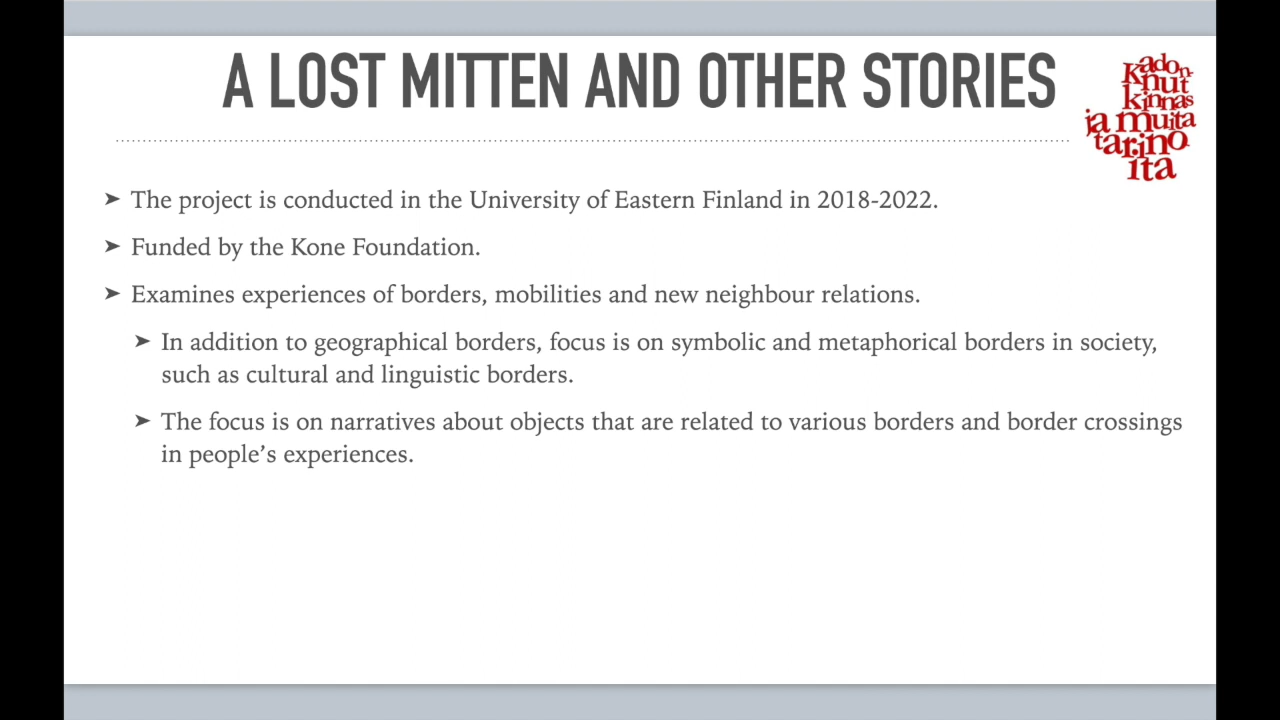 A LOST MITTEN AND OTHER STORIES
Kadon-
nut
kinnas
ja muita
tarino
ita
➤ The project is conducted in the University of Eastern Finland in 2018-2022.
➤ Funded by the Kone Foundation.
➤ Examines experiences of borders, mobilities and new neighbour relations.
➤ In addition to geographical borders, focus is on symbolic and metaphorical borders in society,
such as cultural and linguistic borders.
➤ The focus is on narratives about objects that are related to various borders and border crossings
in people’s experiences.